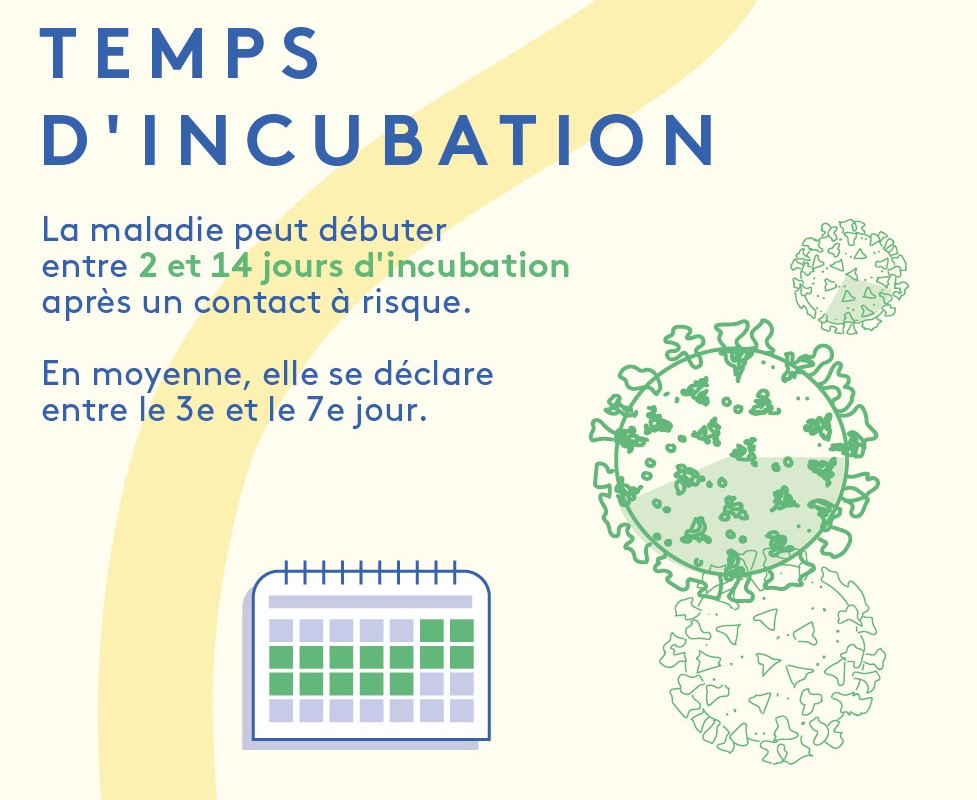 TEMPS
D'INCUBATION
La maladie peut débuter
entre 2 et 14 jours d'incubation
après un contact à risque.
En moyenne, elle se déclare
entre le 3e et le 7e jour.